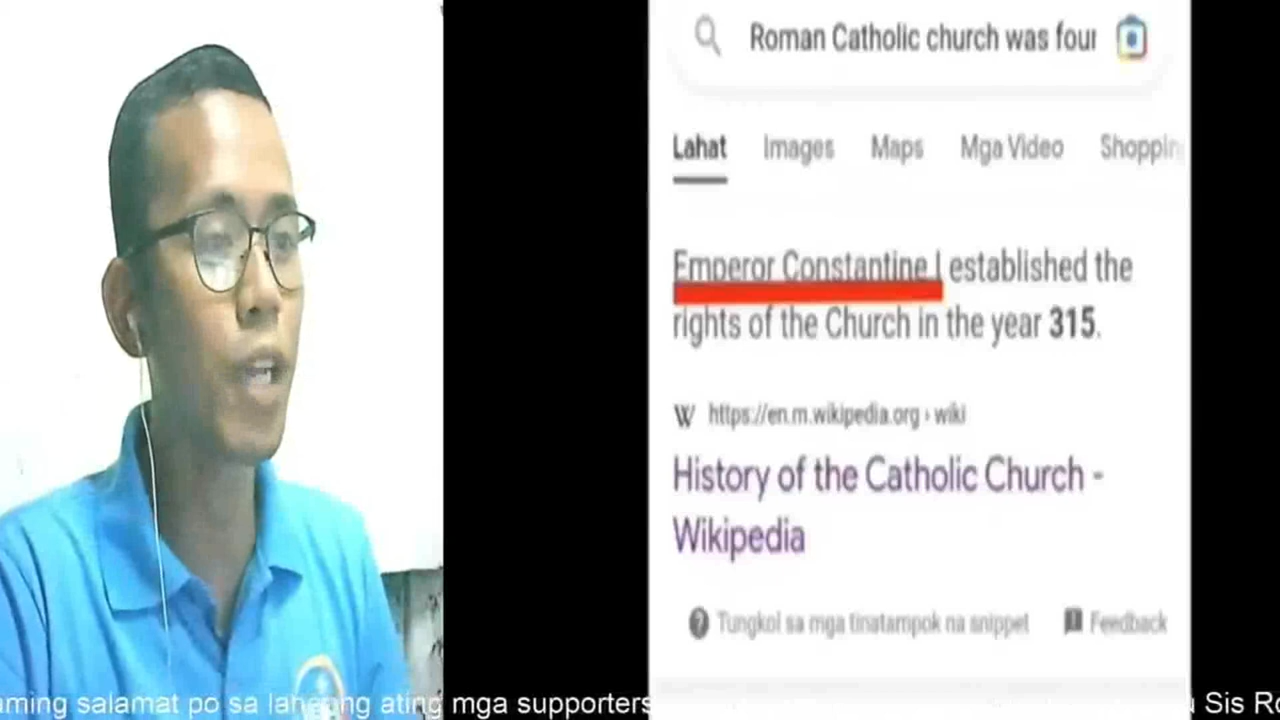 Roman Catholic church was four
Lahat Images Maps Mga Video Shopping
Emperor Constantine I established the
rights of the Church in the year 315.
https://en.m.wikipedia.org › wiki
History of the Catholic Church -
Wikipedia
Tungkol sa mga tinatampok na snippet Feedback
aming salamat po sa lahat ng ating mga supporters Sis Ro